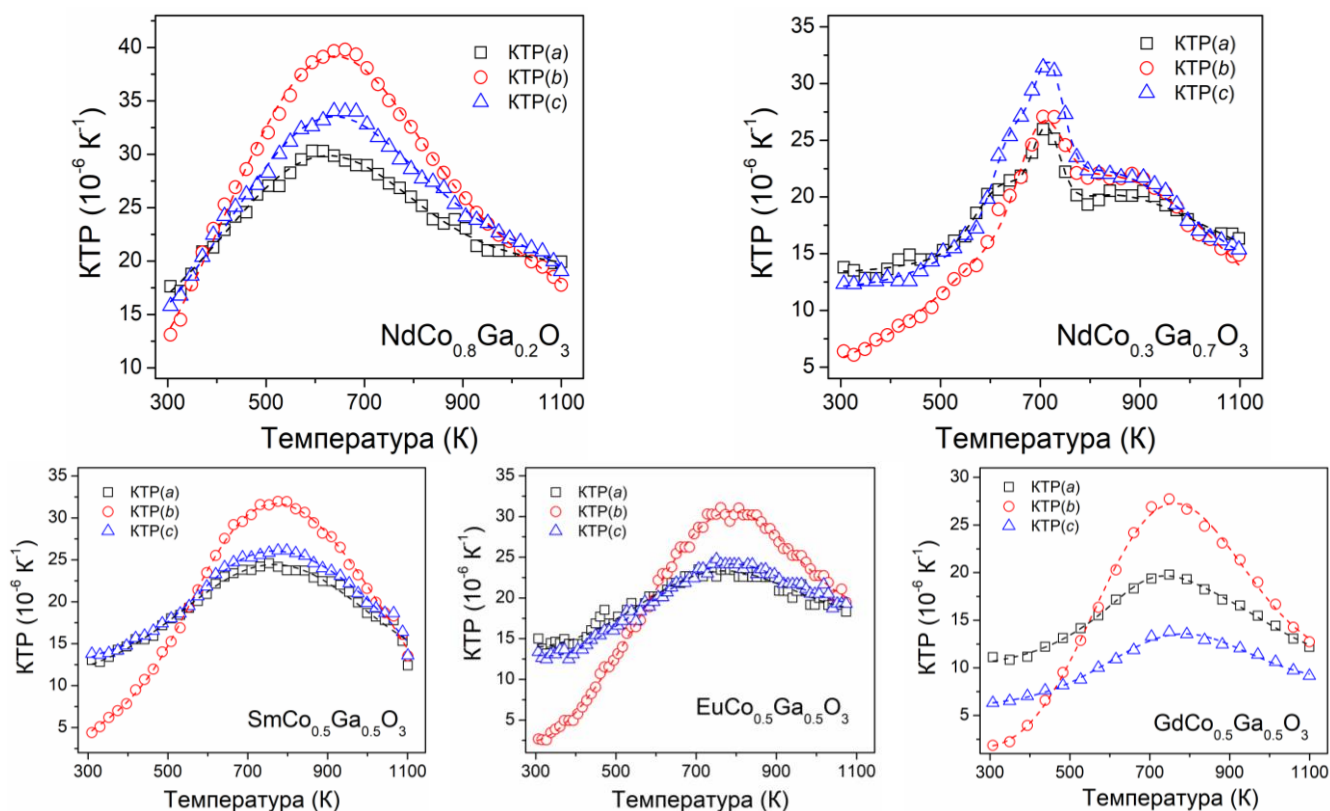 КТР (10⁻⁶ К⁻¹)
40
35
30
25
20
15
10
КТР(a)
КТР(b)
КТР(c)
NdCo₀.₈Ga₀.₂O₃
300 500 700 900 1100
Температура (К)
КТР (10⁻⁶ К⁻¹)
35
30
25
20
15
10
5
КТР(a)
КТР(b)
КТР(c)
NdCo₀.₃Ga₀.₇O₃
300 500 700 900 1100
Температура (К)
КТР (10⁻⁶ К⁻¹)
35
30
25
20
15
10
5
КТР(a)
КТР(b)
КТР(c)
SmCo₀.₅Ga₀.₅O₃
300 500 700 900 1100
Температура (К)
КТР (10⁻⁶ К⁻¹)
35
30
25
20
15
10
5
КТР(a)
КТР(b)
КТР(c)
EuCo₀.₅Ga₀.₅O₃
300 500 700 900 1100
Температура (К)
КТР (10⁻⁶ К⁻¹)
30
25
20
15
10
5
КТР(a)
КТР(b)
КТР(c)
GdCo₀.₅Ga₀.₅O₃
300 500 700 900 1100
Температура (К)